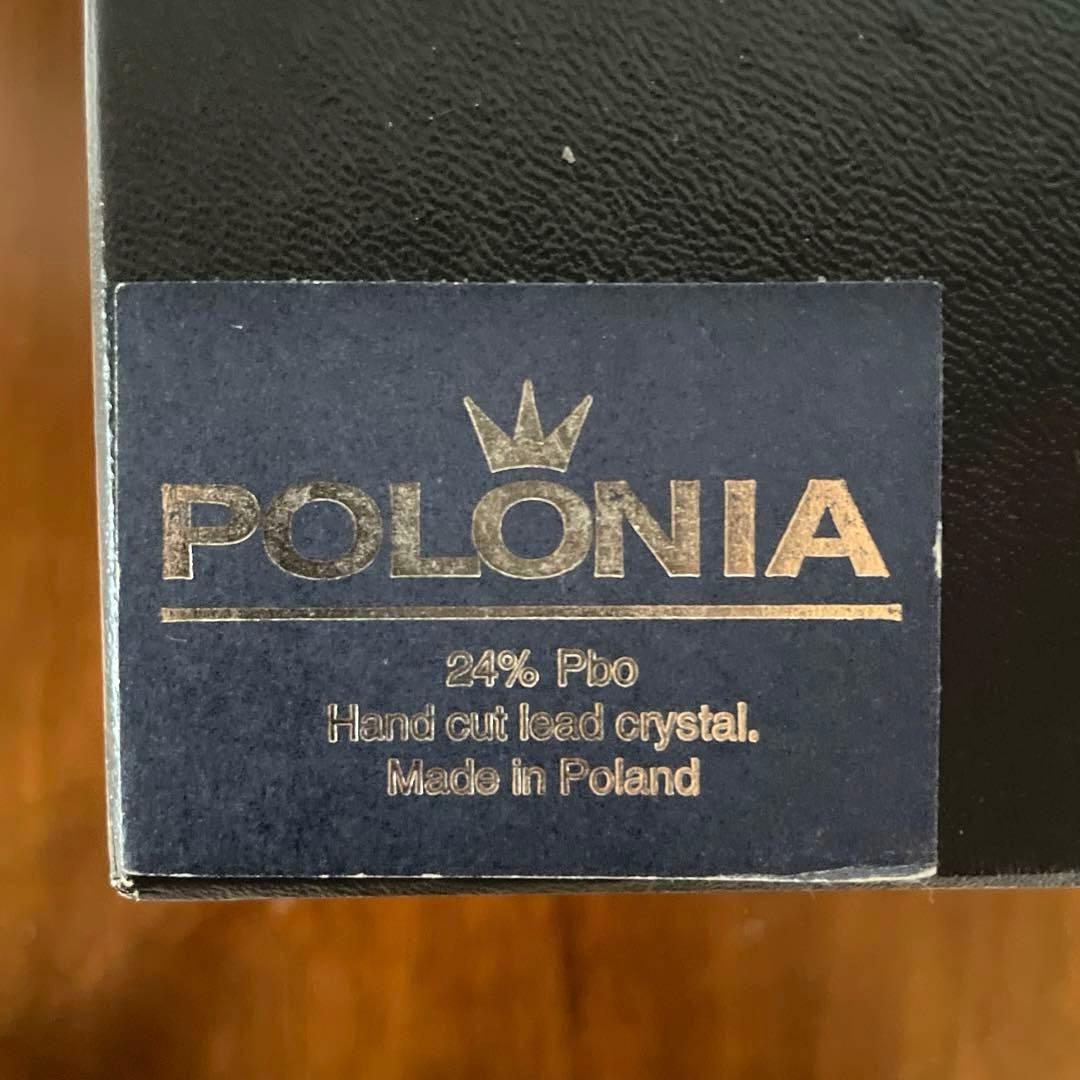 POLONIA
24% Pbo
Hand cut lead crystal.
Made in Poland